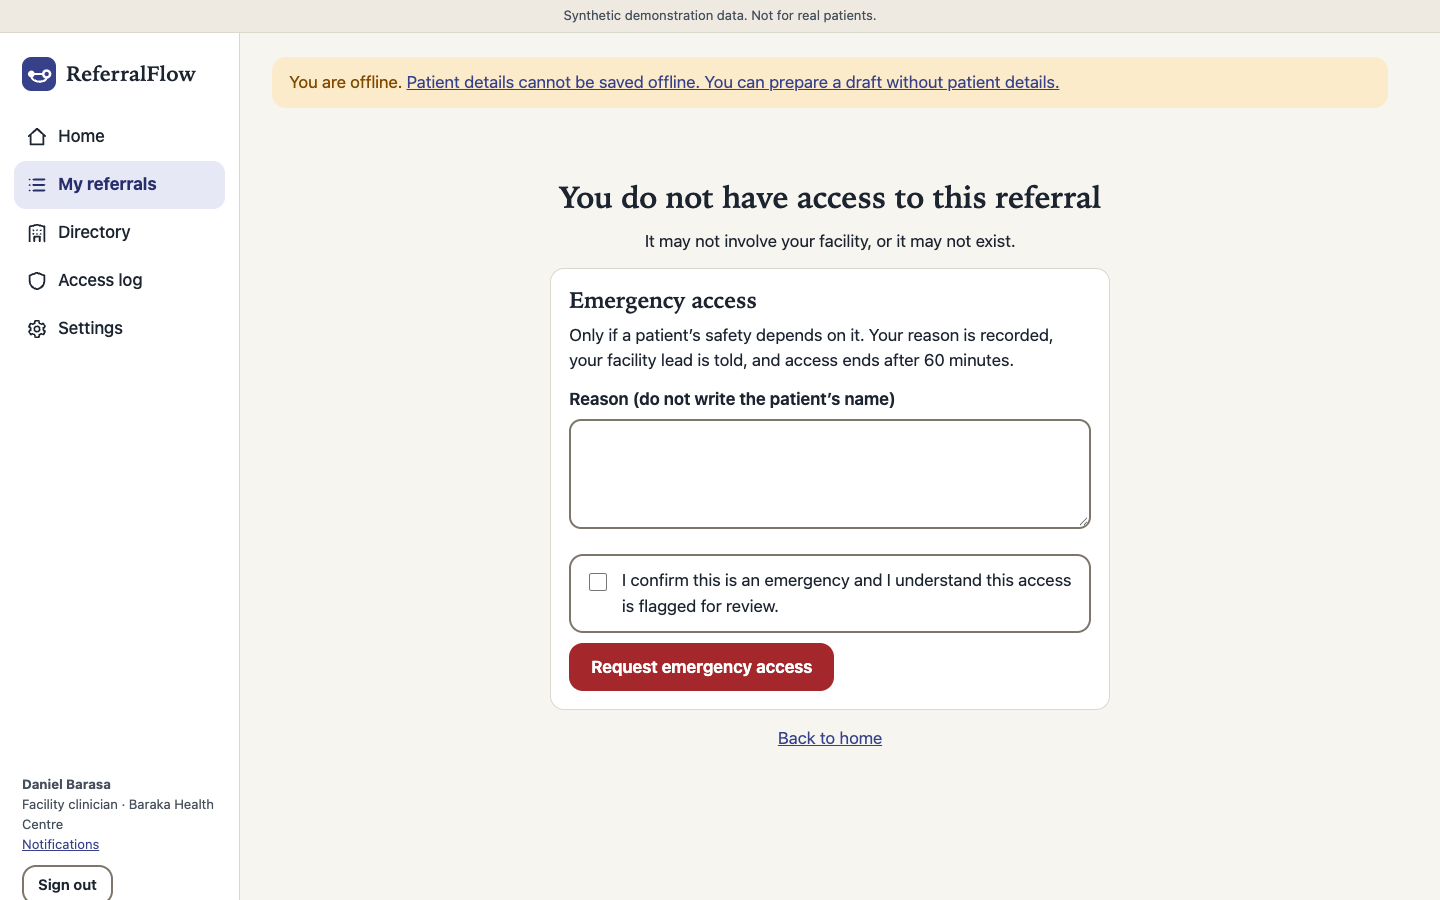 Synthetic demonstration data. Not for real patients.
ReferralFlow
Home
My referrals
Directory
Access log
Settings
Daniel Barasa
Facility clinician · Baraka Health
Centre
Notifications
Sign out
You are offline. Patient details cannot be saved offline. You can prepare a draft without patient details.
You do not have access to this referral
It may not involve your facility, or it may not exist.
Emergency access
Only if a patient’s safety depends on it. Your reason is recorded,
your facility lead is told, and access ends after 60 minutes.
Reason (do not write the patient’s name)
I confirm this is an emergency and I understand this access
is flagged for review.
Request emergency access
Back to home